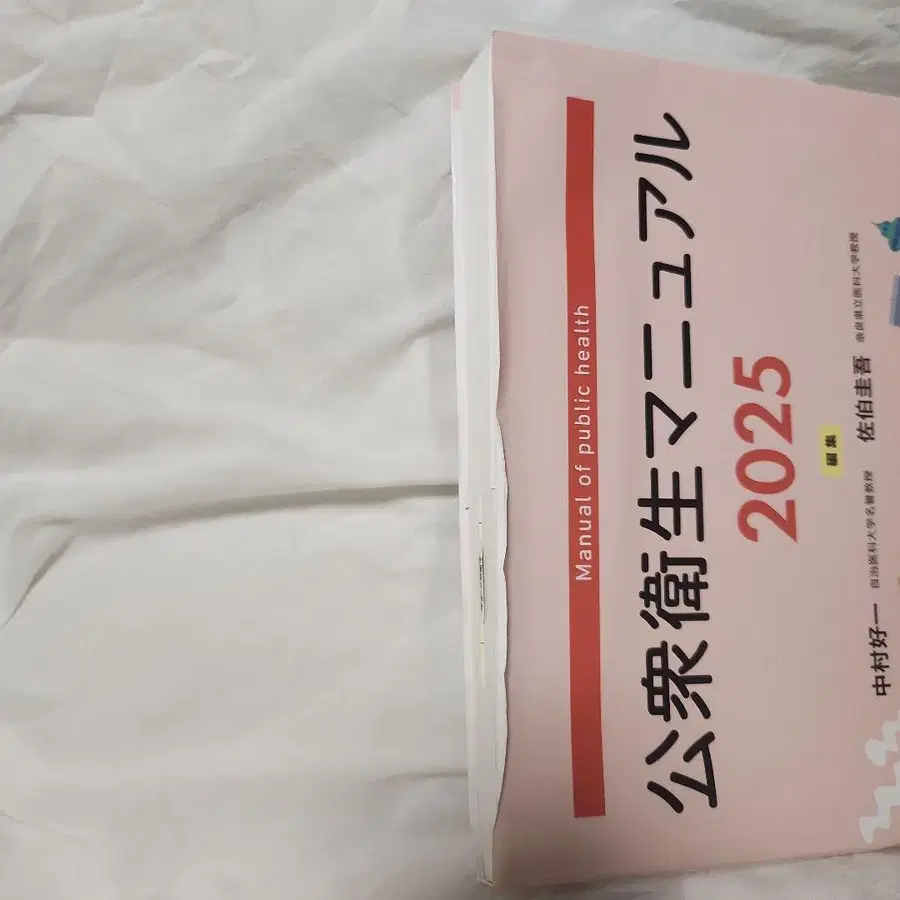 Manual of public health
公衆衛生マニュアル
2025
編集
中村好一 自治医科大学名誉教授
佐伯圭吾 奈良県立医科大学教授